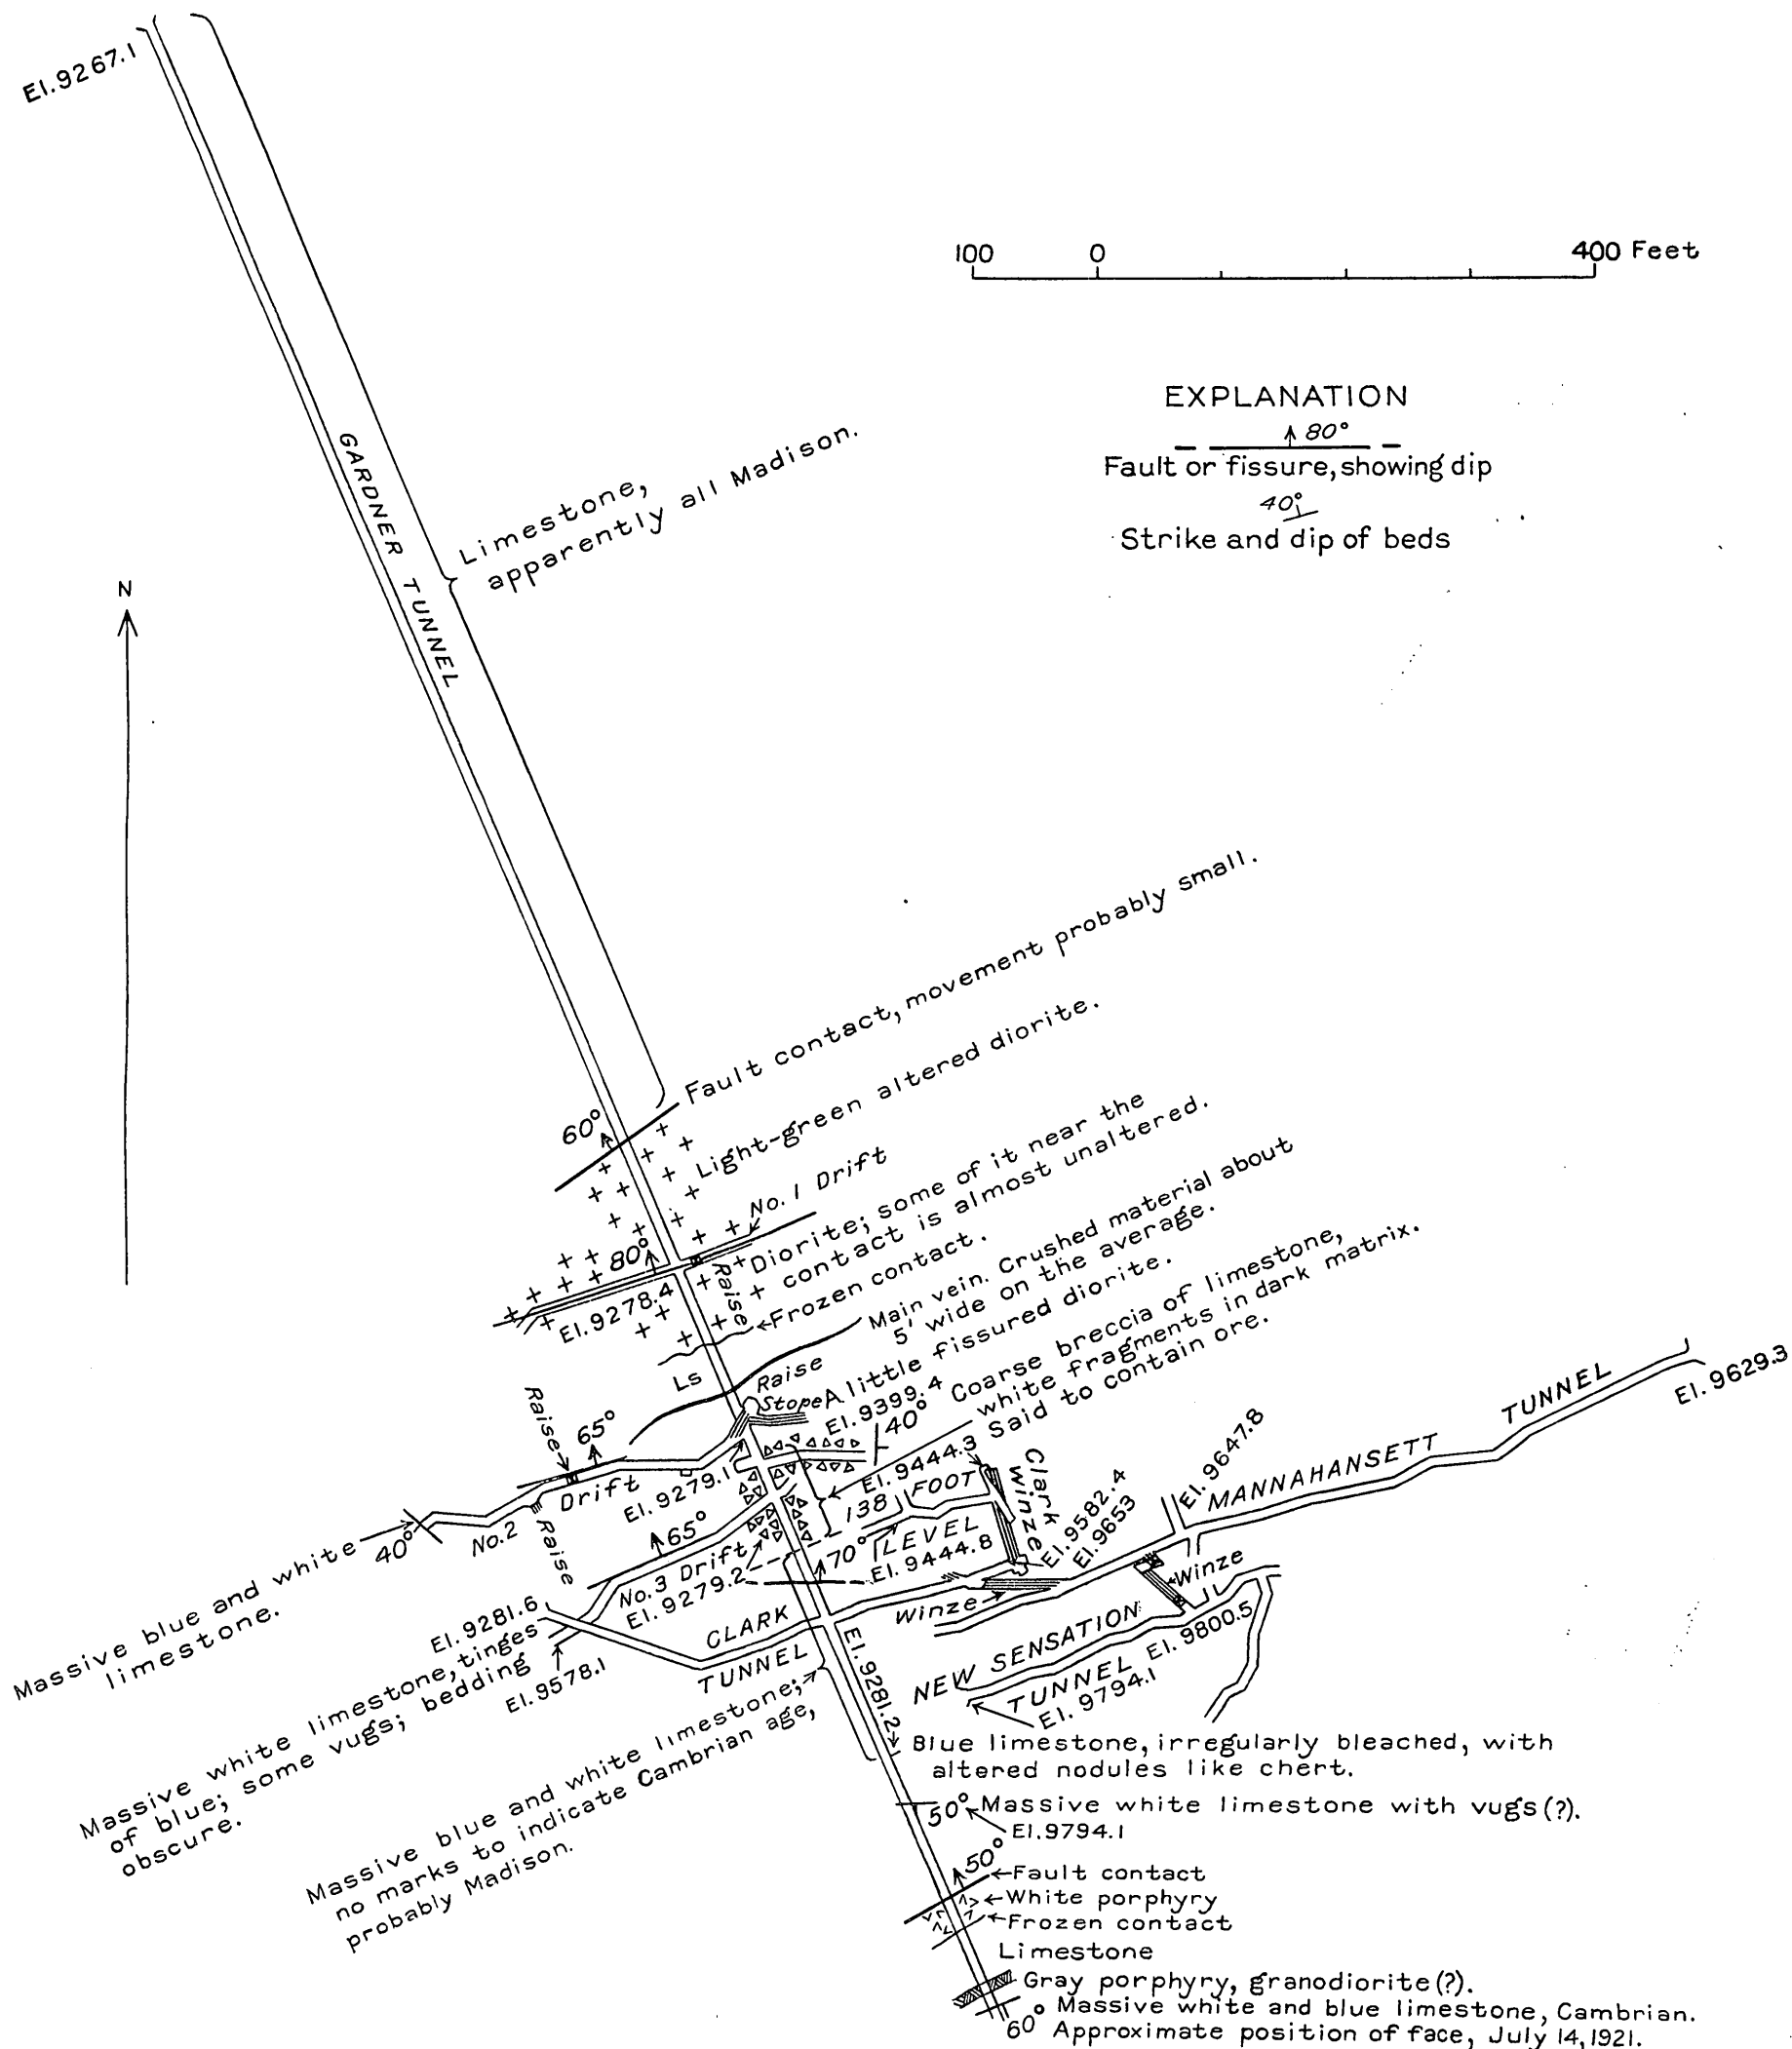 El. 9267.1
100 0 400 Feet
EXPLANATION
80°
Fault or fissure, showing dip
40°
Strike and dip of beds
GARDNER TUNNEL
Limestone,
apparently all Madison.
N
Fault contact, movement probably small.
60°
Light-green altered diorite.
No. 1 Drift
80°
Diorite; some of it near the
contact is almost unaltered.
El. 9278.4
Raise
Frozen contact.
Main vein. Crushed material about
5' wide on the average.
Ls
Raise
Stope
A little fissured diorite.
El. 9399.4
40°
Coarse breccia of limestone,
white fragments in dark matrix.
Said to contain ore.
Raise
65°
Drift
El. 9279.1
El. 9444.3
Clark
Winze
138 FOOT
LEVEL
El. 9444.8
70°
El. 9582.4
El. 9653
El. 9647.8
MANNAHANSETT
TUNNEL
El. 9629.3
40°
No. 2
Raise
65°
No. 3 Drift
El. 9279.2
Massive blue and white
limestone.
El. 9281.6
CLARK
TUNNEL
Winze
Winze
NEW SENSATION
TUNNEL
El. 9800.5
El. 9794.1
El. 9578.1
El. 9281.2
Massive white limestone, tinges
of blue; some vugs; bedding
obscure.
Massive blue and white limestone;
no marks to indicate Cambrian age,
probably Madison.
Blue limestone, irregularly bleached, with
altered nodules like chert.
50° Massive white limestone with vugs (?).
El. 9794.1
50°
Fault contact
White porphyry
Frozen contact
Limestone
Gray porphyry, granodiorite (?).
60° Massive white and blue limestone, Cambrian.
Approximate position of face, July 14, 1921.